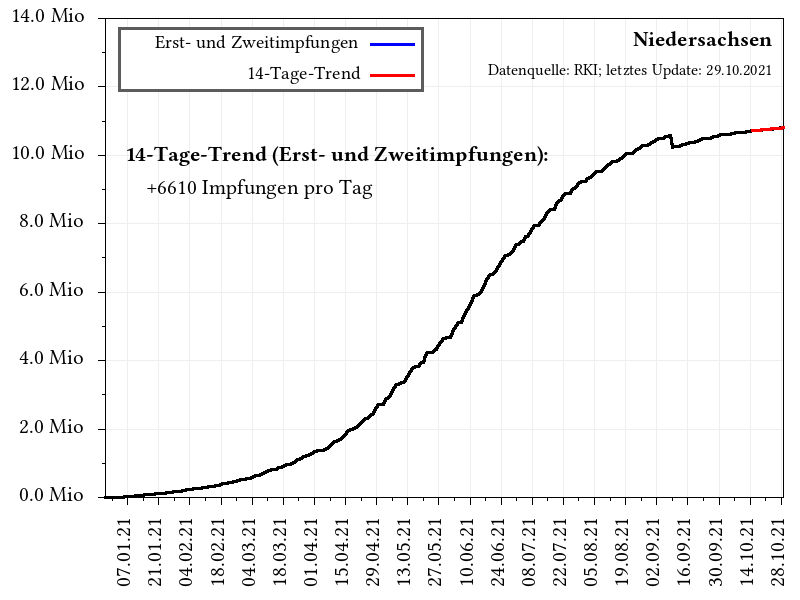 14.0 Mio
12.0 Mio
10.0 Mio
8.0 Mio
6.0 Mio
4.0 Mio
2.0 Mio
0.0 Mio
Erst- und Zweitimpfungen
14-Tage-Trend
Niedersachsen
Datenquelle: RKI; letztes Update: 29.10.2021
14-Tage-Trend (Erst- und Zweitimpfungen):
+6610 Impfungen pro Tag
07.01.21
21.01.21
04.02.21
18.02.21
04.03.21
18.03.21
01.04.21
15.04.21
29.04.21
13.05.21
27.05.21
10.06.21
24.06.21
08.07.21
22.07.21
05.08.21
19.08.21
02.09.21
16.09.21
30.09.21
14.10.21
28.10.21